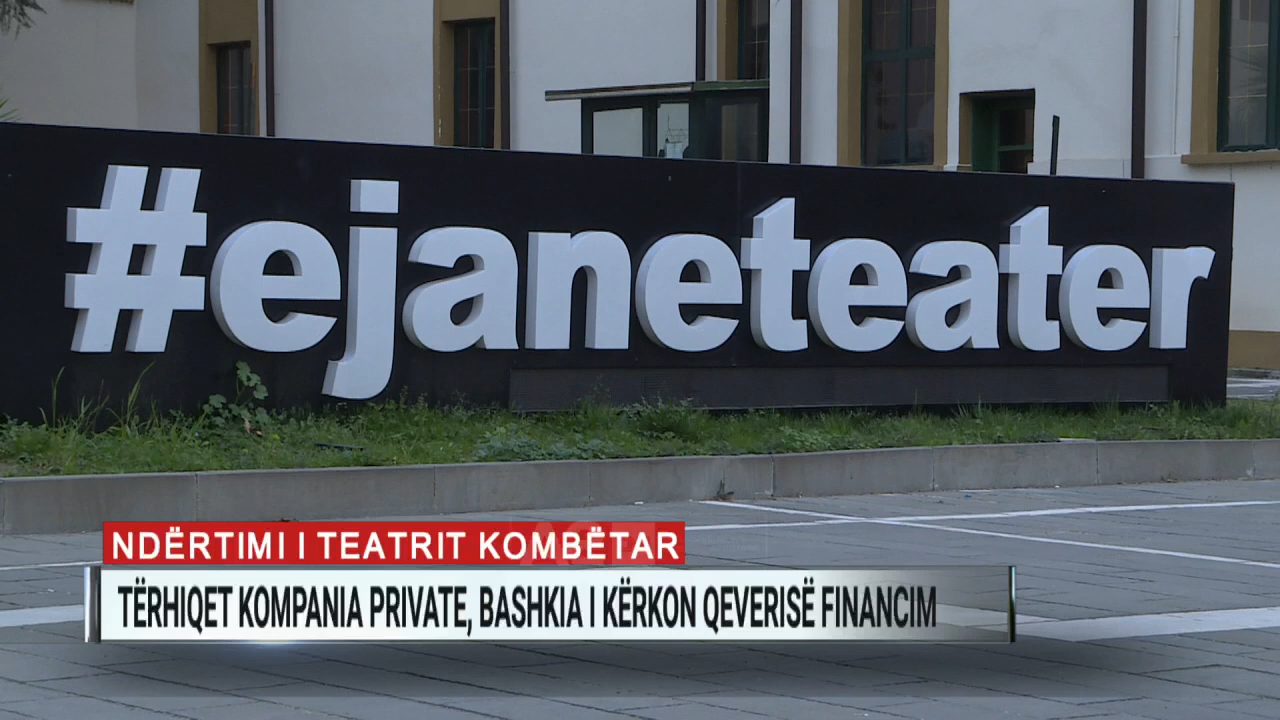 #ejaneteater
NDËRTIMI I TEATRIT KOMBËTAR
TËRHIQET KOMPANIA PRIVATE, BASHKIA I KËRKON QEVERISË FINANCIM